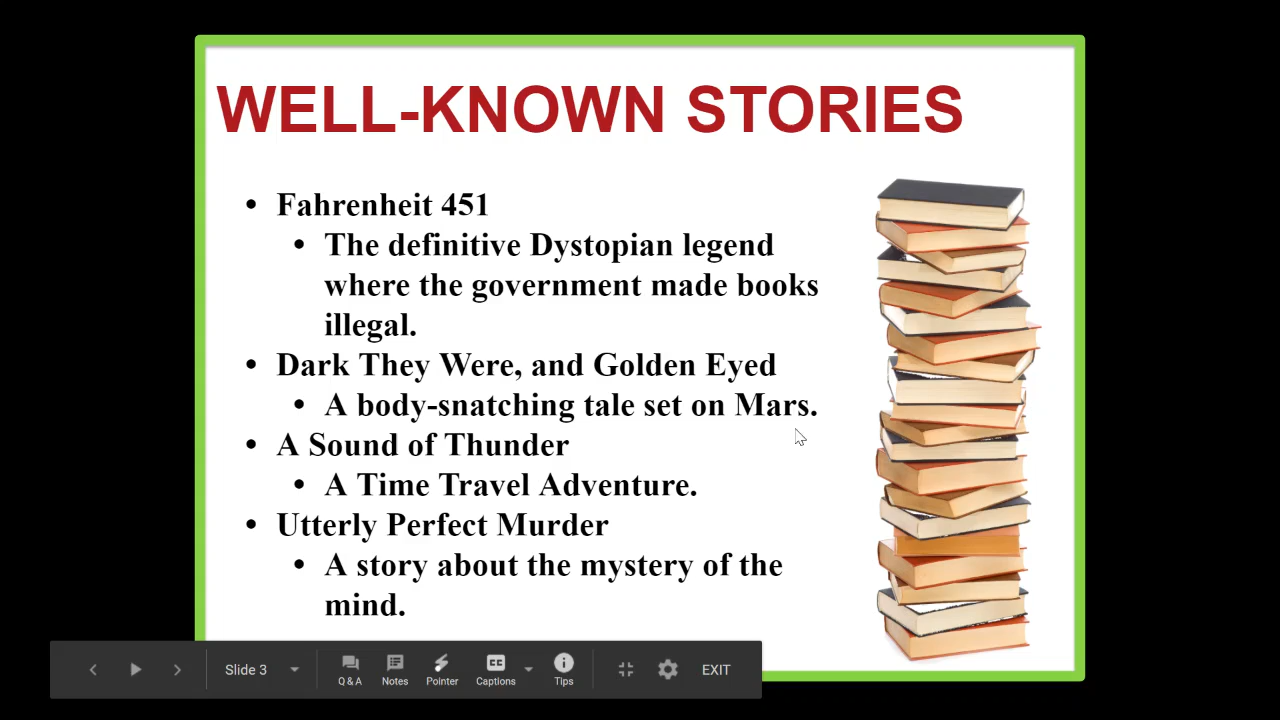 WELL-KNOWN STORIES
• Fahrenheit 451
• The definitive Dystopian legend
where the government made books
illegal.
• Dark They Were, and Golden Eyed
• A body-snatching tale set on Mars.
• A Sound of Thunder
• A Time Travel Adventure.
• Utterly Perfect Murder
• A story about the mystery of the
mind.
Slide 3
Q & A
Notes
Pointer
CC
Captions
Tips
EXIT